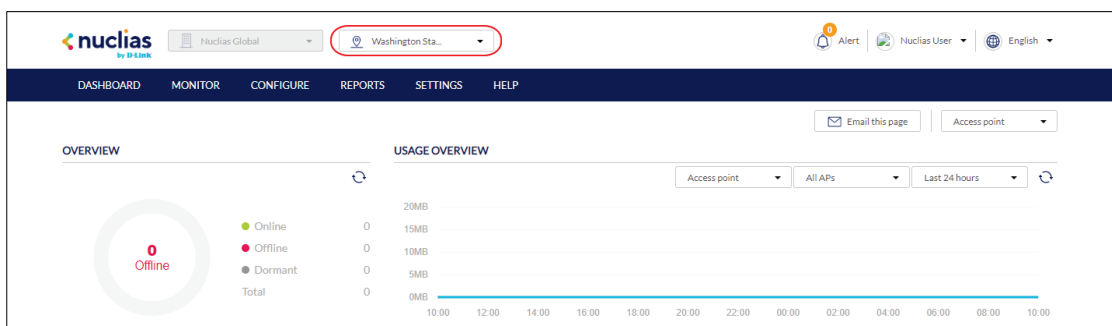 nuclias
by D-Link
Nuclias Global
Washington Sta...
0
Alert
Nuclias User
English
DASHBOARD MONITOR CONFIGURE REPORTS SETTINGS HELP
Email this page
Access point
OVERVIEW
0
Offline
Online 0
Offline 0
Dormant 0
Total 0
USAGE OVERVIEW
Access point
All APs
Last 24 hours
20MB
15MB
10MB
5MB
0MB
10:00 12:00 14:00 16:00 18:00 20:00 22:00 00:00 02:00 04:00 06:00 08:00 10:00